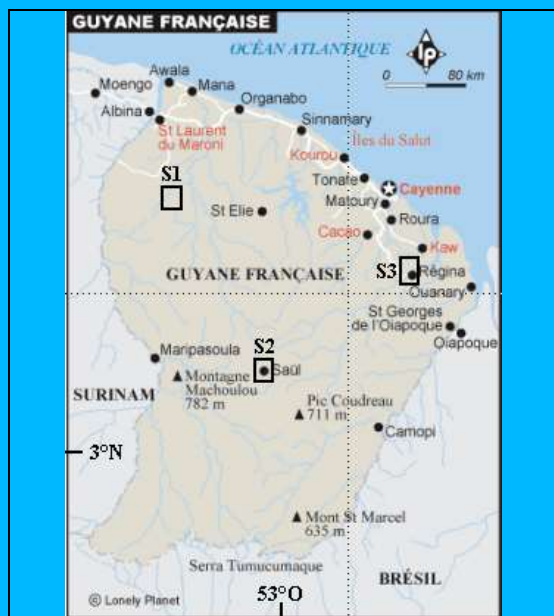 GUYANE FRANÇAISE
OCÉAN ATLANTIQUE
lp
0 80 km
Awala
Moengo
Mana
Albina
Organabo
St Laurent
du Maroni
Sinnamary
Îles du Salut
Kourou
S1
Tonate
Cayenne
Matoury
St Elie
Roura
Cacao
Kaw
GUYANE FRANÇAISE
S3
Régina
Ouanary
St Georges
de l'Oiapoque
Oiapoque
S2
Maripasoula
Saül
Montagne
Machoulou
782 m
SURINAM
Pic Coudreau
711 m
Camopi
3°N
Mont St Marcel
635 m
Serra Tumucumaque
BRÉSIL
© Lonely Planet
53°O